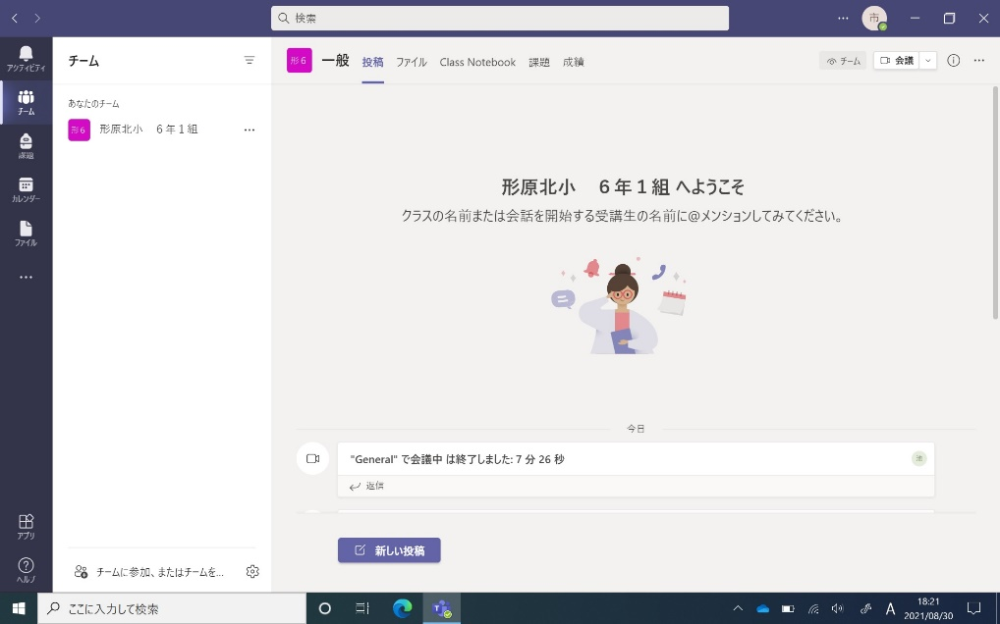 検索
市
アクティビティ
チーム
課題
カレンダー
ファイル
アプリ
ヘルプ
チーム
あなたのチーム
形6 形原北小　６年１組
チームに参加、またはチームを...
形6 一般 投稿 ファイル Class Notebook 課題 成績
チーム 会議
形原北小　６年１組 へようこそ
クラスの名前または会話を開始する受講生の名前に@メンションしてみてください。
今日
"General" で会議中 は終了しました: 7 分 26 秒
返信
新しい投稿
ここに入力して検索
A
18:21
2021/08/30